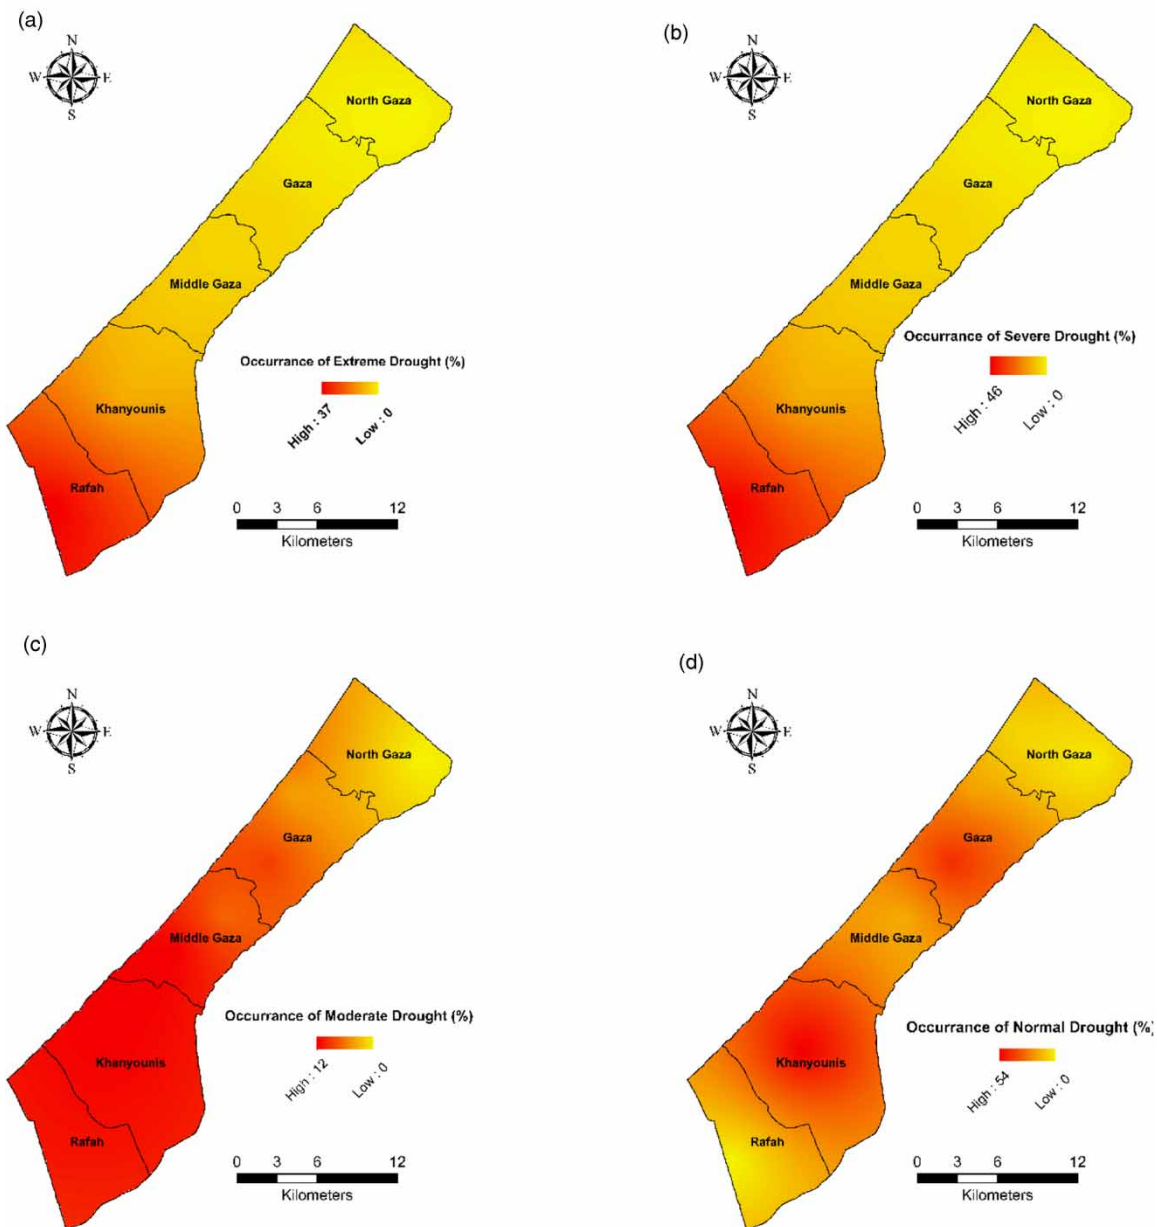 (a)
N
W E
S
North Gaza
Gaza
Middle Gaza
Khanyounis
Rafah
Occurrance of Extreme Drought (%)
High : 37
Low : 0
0 3 6 12
Kilometers
(b)
N
W E
S
North Gaza
Gaza
Middle Gaza
Khanyounis
Rafah
Occurrance of Severe Drought (%)
High : 46
Low : 0
0 3 6 12
Kilometers
(c)
N
W E
S
North Gaza
Gaza
Middle Gaza
Khanyounis
Rafah
Occurrance of Moderate Drought (%)
High : 12
Low : 0
0 3 6 12
Kilometers
(d)
N
W E
S
North Gaza
Gaza
Middle Gaza
Khanyounis
Rafah
Occurrance of Normal Drought (%)
High : 54
Low : 0
0 3 6 12
Kilometers